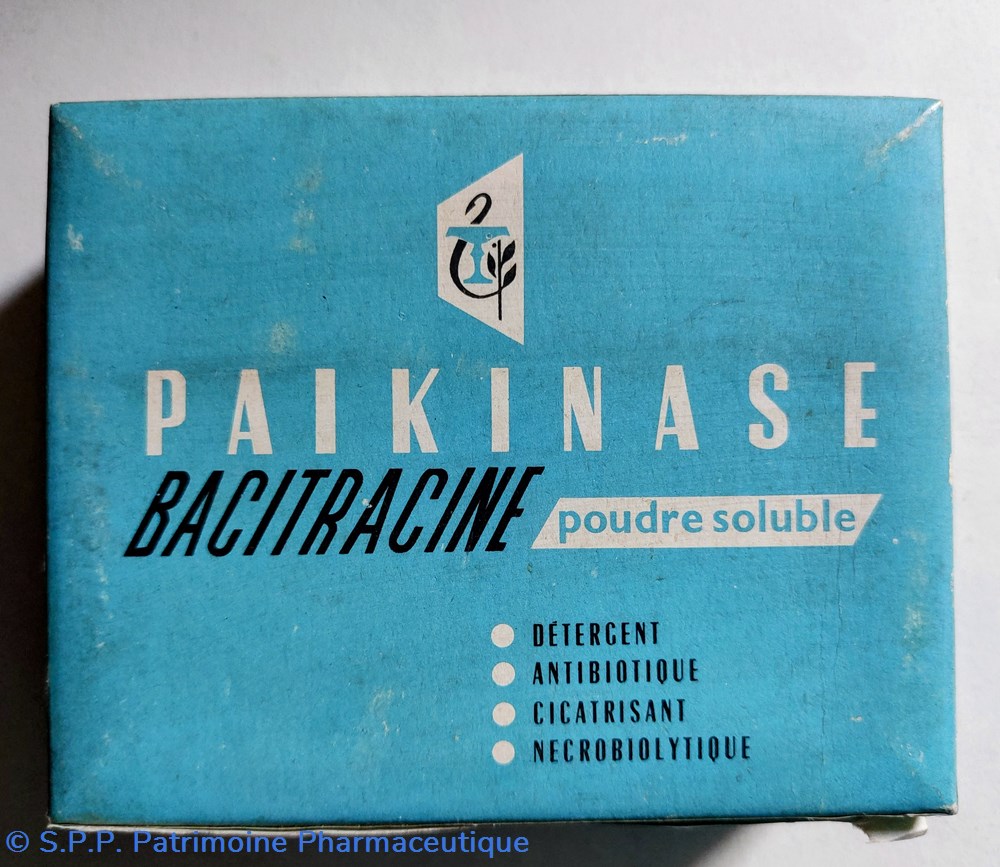 PAIKINASE
BACITRACINE poudre soluble
DÉTERGENT
ANTIBIOTIQUE
CICATRISANT
NECROBIOLYTIQUE
© S.P.P. Patrimoine Pharmaceutique